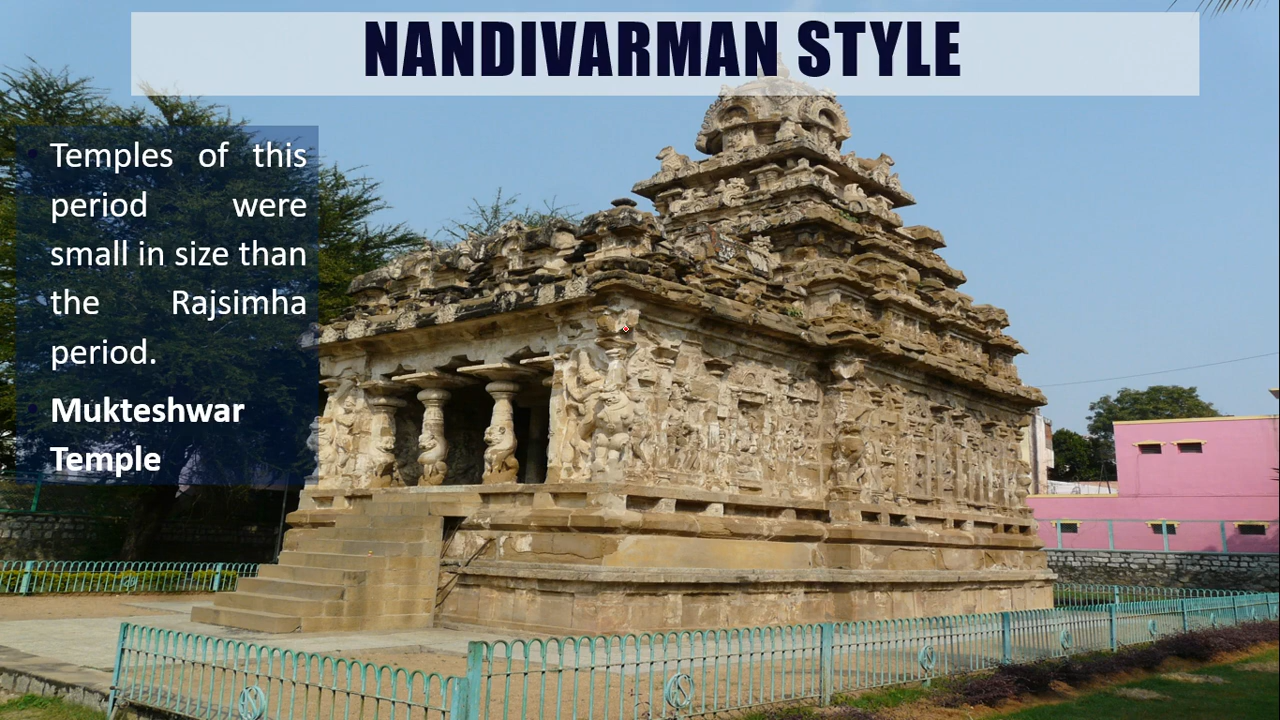 NANDIVARMAN STYLE
Temples of this
period were
small in size than
the Rajsimha
period.
Mukteshwar
Temple